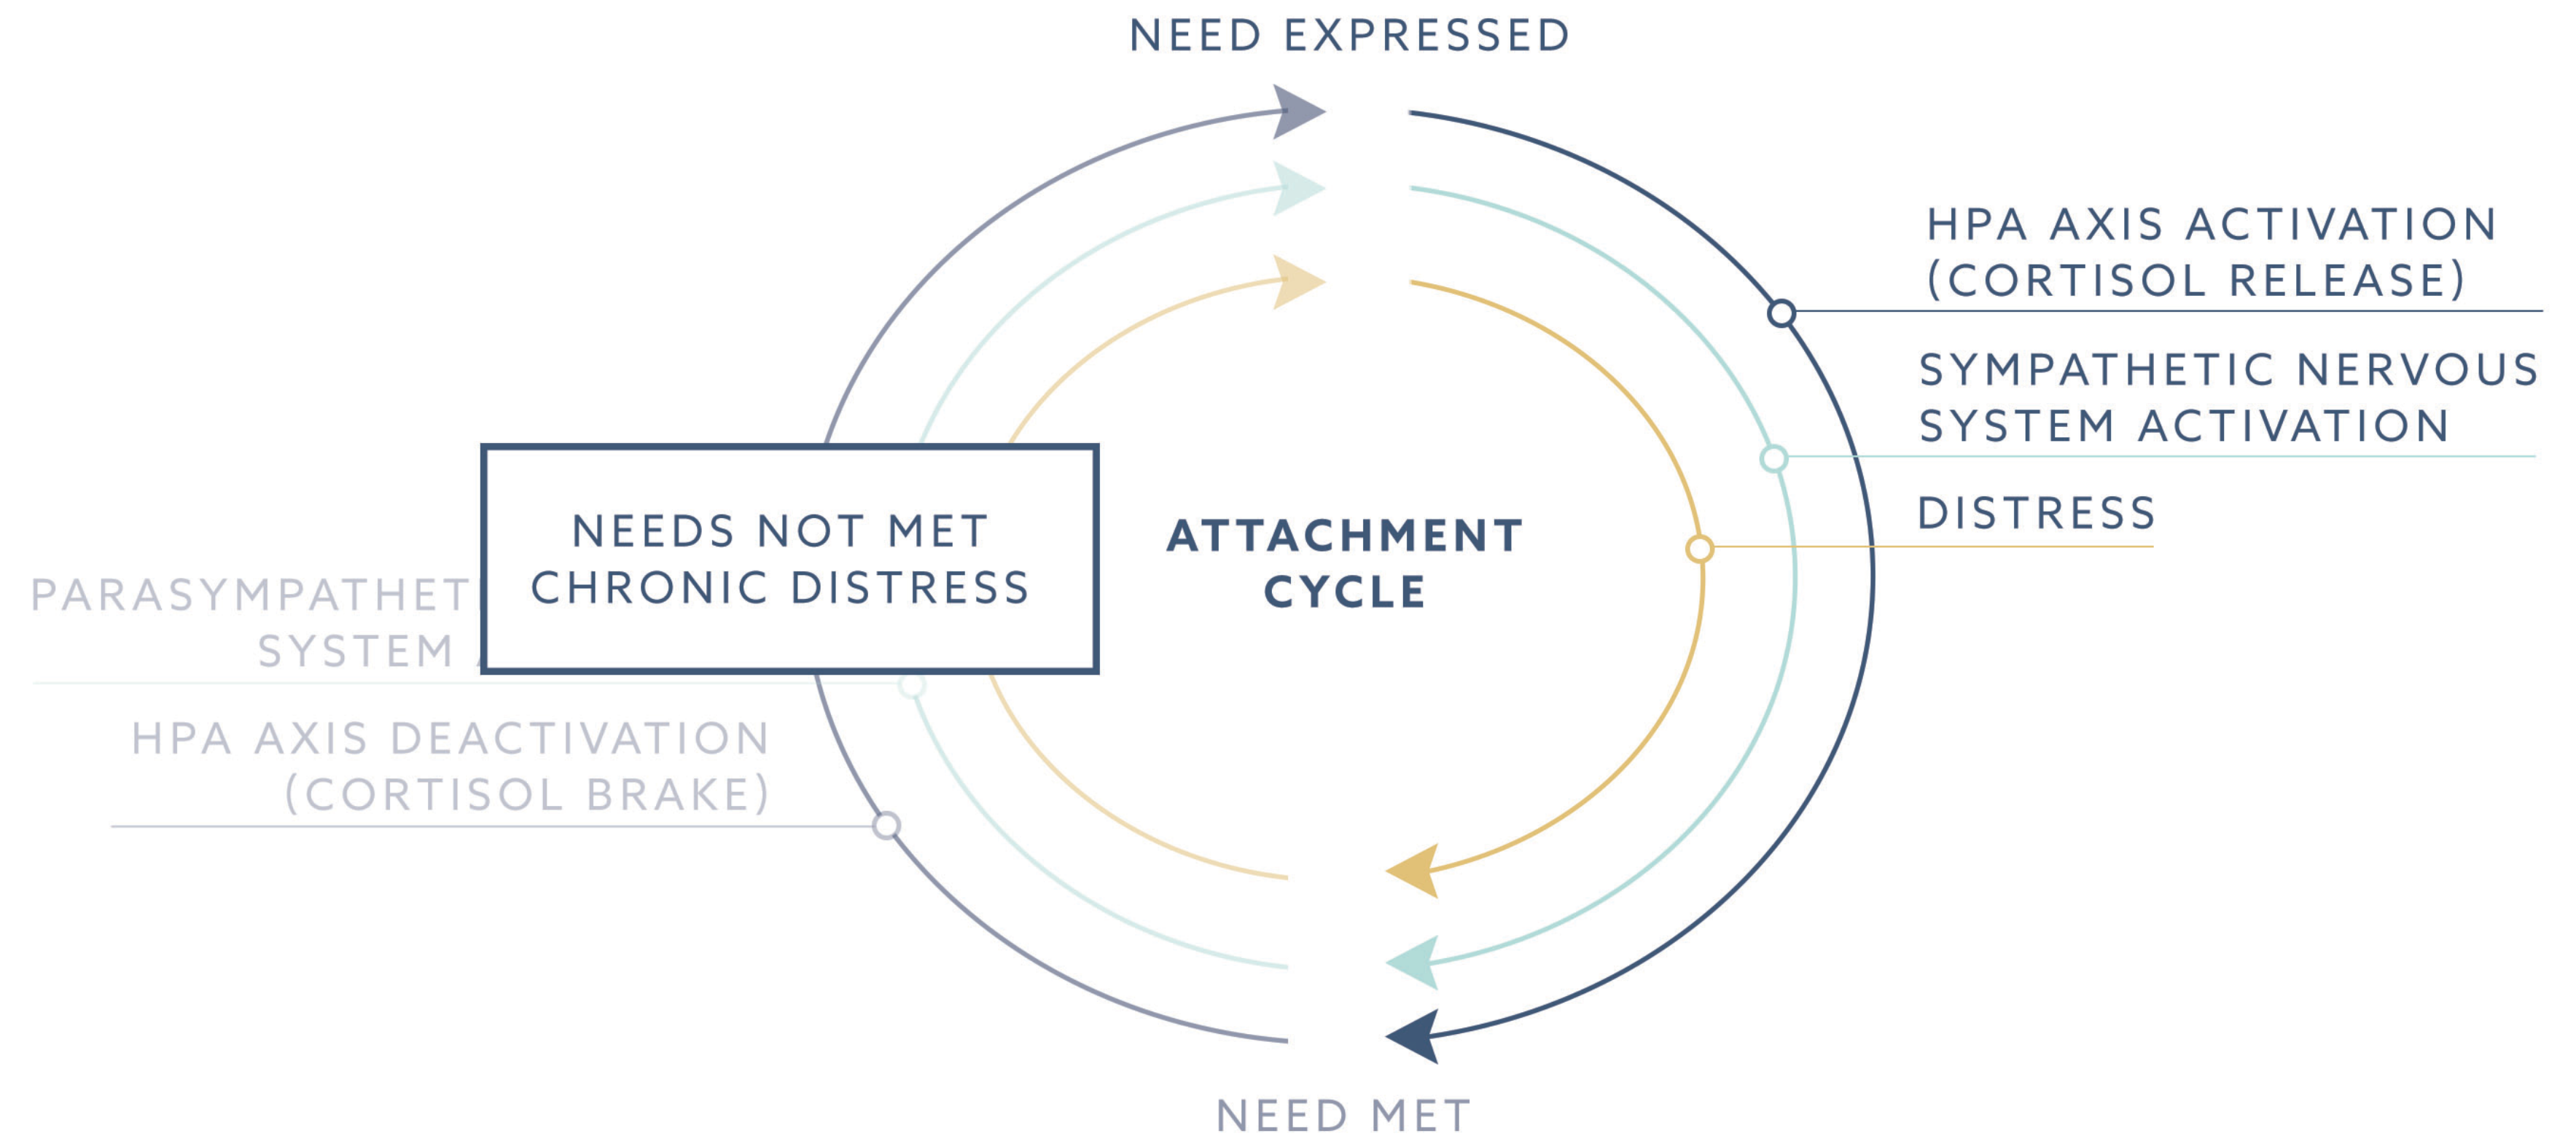 NEED EXPRESSED
HPA AXIS ACTIVATION
(CORTISOL RELEASE)
SYMPATHETIC NERVOUS
SYSTEM ACTIVATION
DISTRESS
ATTACHMENT
CYCLE
NEEDS NOT MET
CHRONIC DISTRESS
SYSTEM
HPA AXIS DEACTIVATION
(CORTISOL BRAKE)
NEED MET